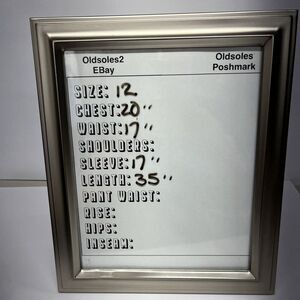 Oldsoles2 Oldsoles
EBay Poshmark
SIZE: 12
CHEST: 20''
WAIST: 17''
SHOULDERS:
SLEEVE: 17''
LENGTH: 35''
PANT WAIST:
RISE:
HIPS:
INSEAM: